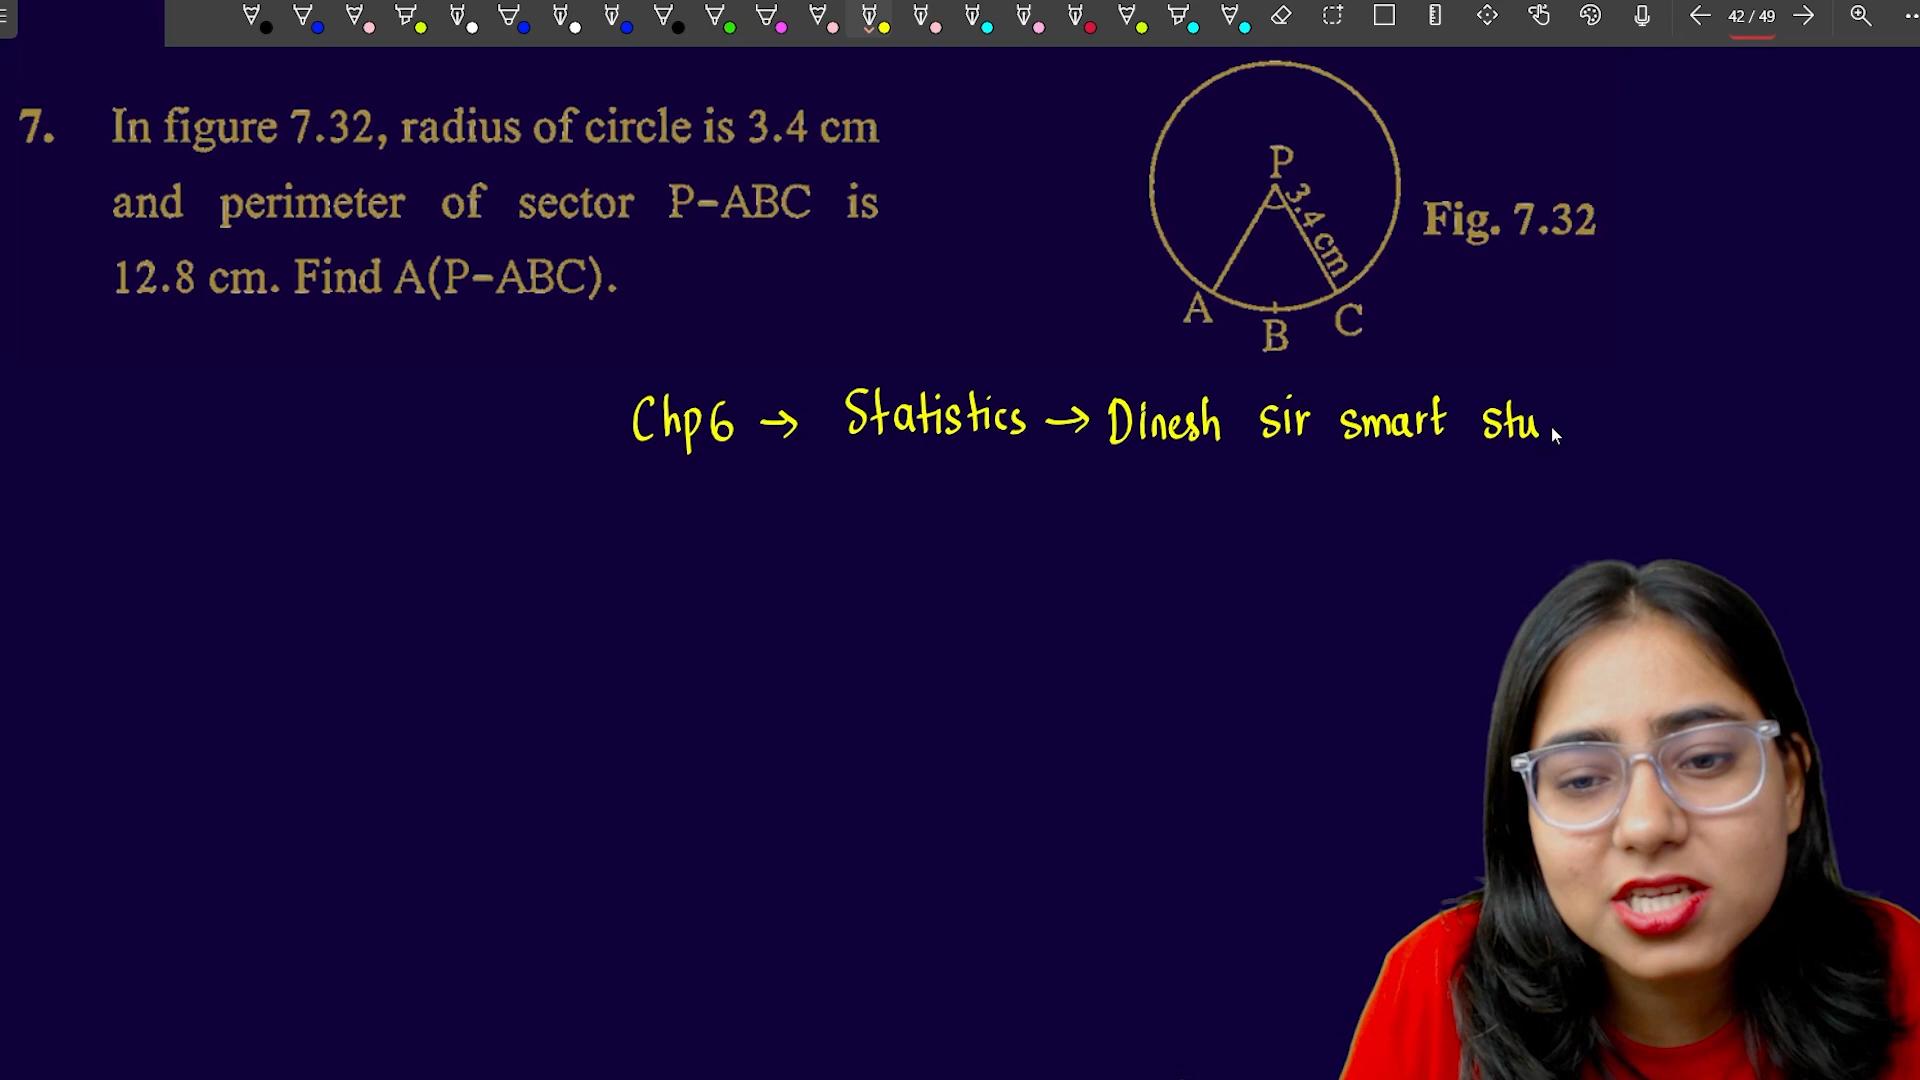 42 / 49
7. In figure 7.32, radius of circle is 3.4 cm
and perimeter of sector P-ABC is
12.8 cm. Find A(P-ABC).
P
3.4 cm
Fig. 7.32
A
B
C
Chp6 → Statistics → Dinesh sir smart stu